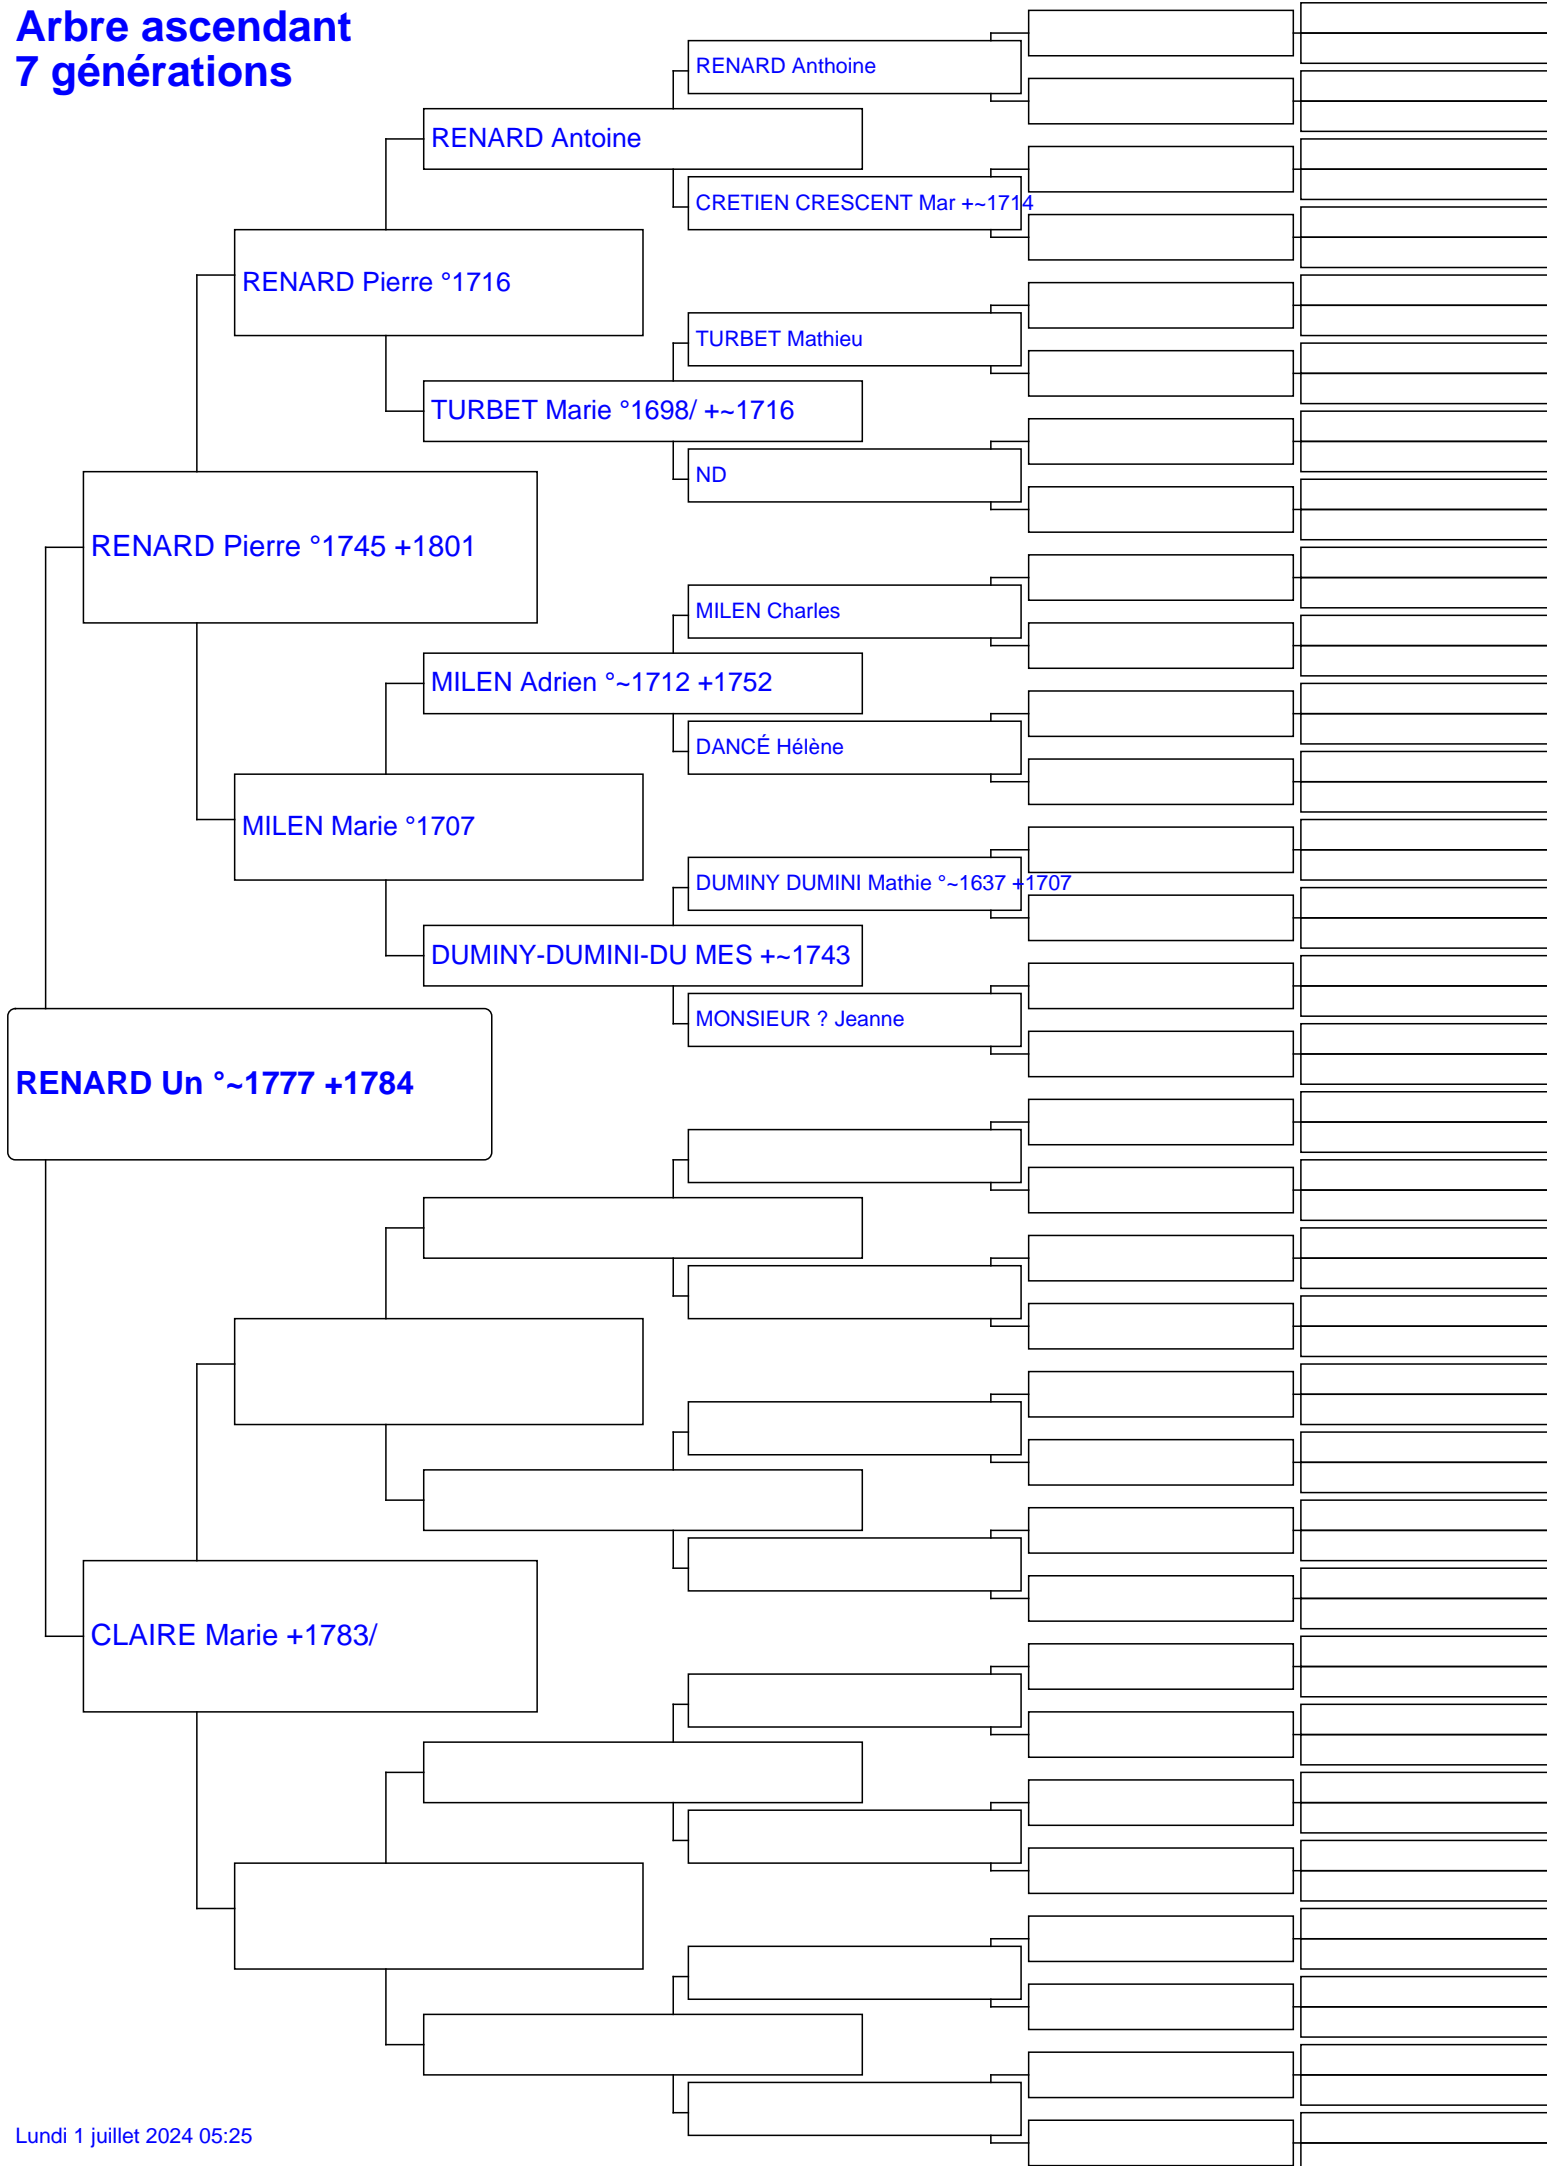 Arbre ascendant
7 générations
RENARD Anthoine
RENARD Antoine
CRETIEN CRESCENT Mar +~1714
RENARD Pierre °1716
TURBET Mathieu
TURBET Marie °1698/ +~1716
ND
RENARD Pierre °1745 +1801
MILEN Charles
MILEN Adrien °~1712 +1752
DANCÉ Hélène
MILEN Marie °1707
DUMINY DUMINI Mathie °~1637 +1707
DUMINY-DUMINI-DU MES +~1743
MONSIEUR ? Jeanne
RENARD Un °~1777 +1784
CLAIRE Marie +1783/
Lundi 1 juillet 2024 05:25